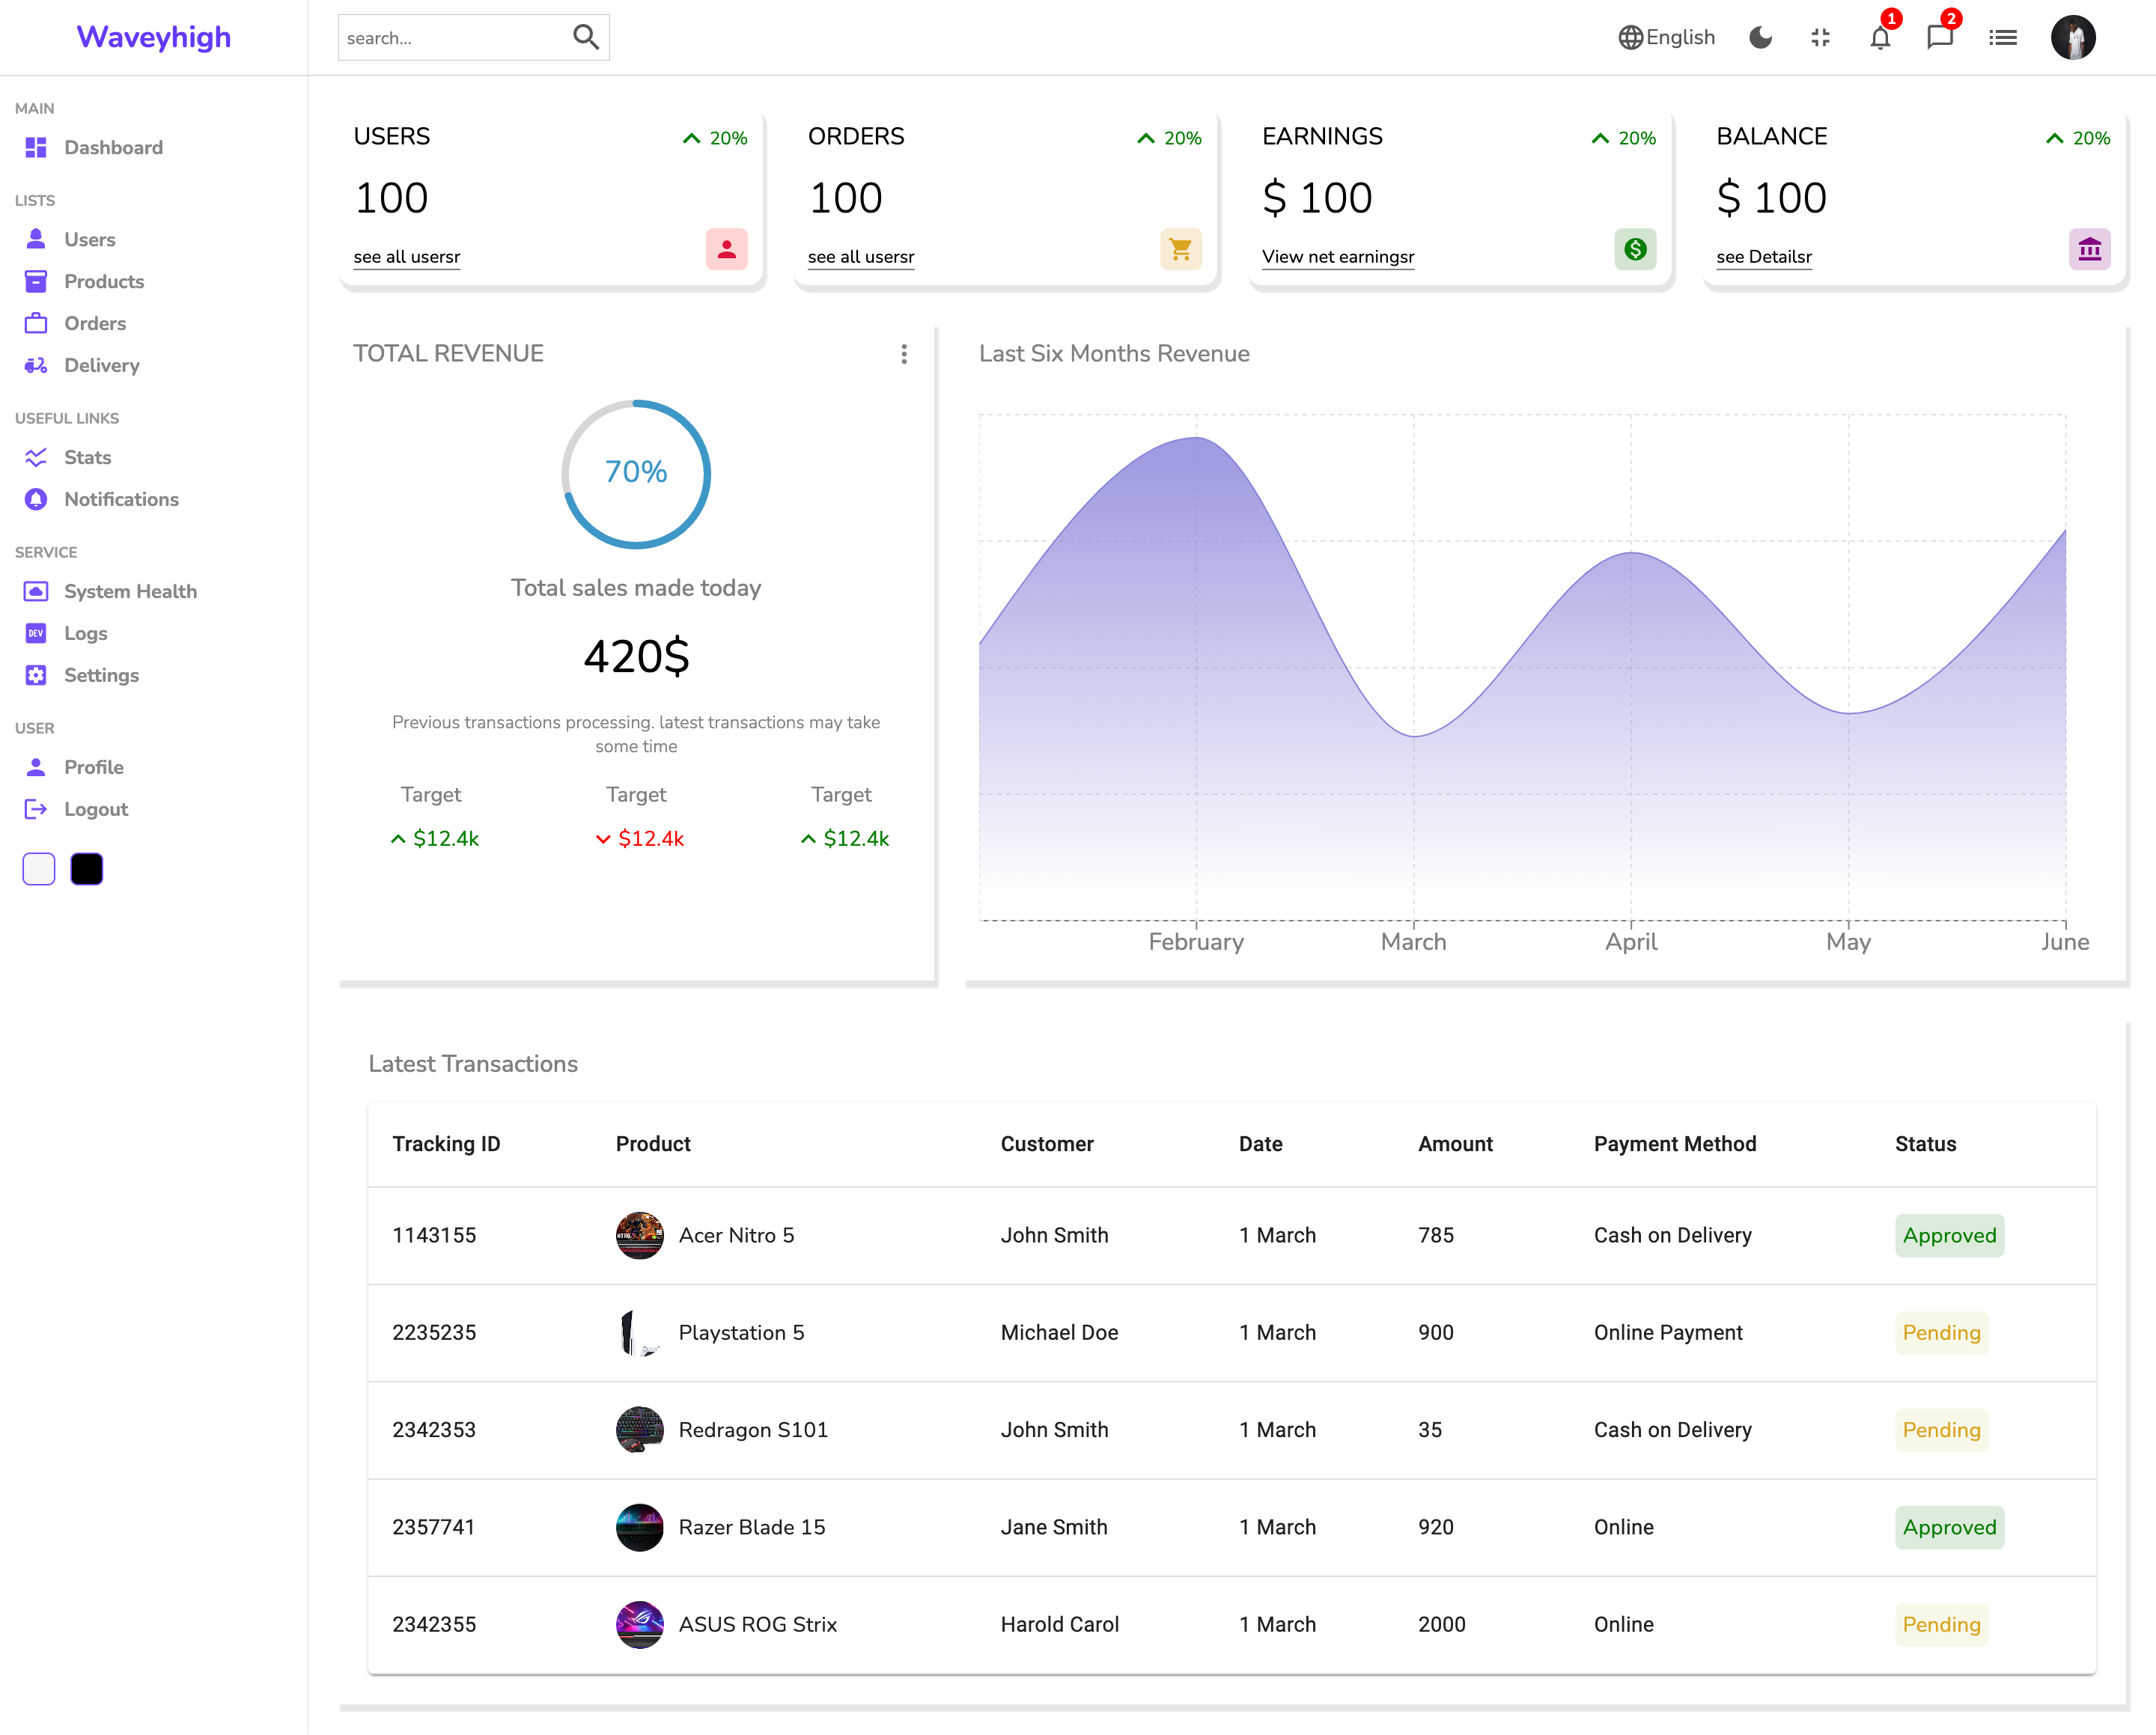 Waveyhigh
search...
English
1
2
MAIN
Dashboard
LISTS
Users
Products
Orders
Delivery
USEFUL LINKS
Stats
Notifications
SERVICE
System Health
DEV
Logs
Settings
USER
Profile
Logout
USERS
20%
100
see all usersr
ORDERS
20%
100
see all usersr
EARNINGS
20%
$ 100
View net earningsr
BALANCE
20%
$ 100
see Detailsr
TOTAL REVENUE
70%
Total sales made today
420$
Previous transactions processing. latest transactions may take
some time
Target Target Target
$12.4k $12.4k $12.4k
Last Six Months Revenue
February March April May June
Latest Transactions
Tracking ID Product Customer Date Amount Payment Method Status
1143155 Acer Nitro 5 John Smith 1 March 785 Cash on Delivery Approved
2235235 Playstation 5 Michael Doe 1 March 900 Online Payment Pending
2342353 Redragon S101 John Smith 1 March 35 Cash on Delivery Pending
2357741 Razer Blade 15 Jane Smith 1 March 920 Online Approved
2342355 ASUS ROG Strix Harold Carol 1 March 2000 Online Pending